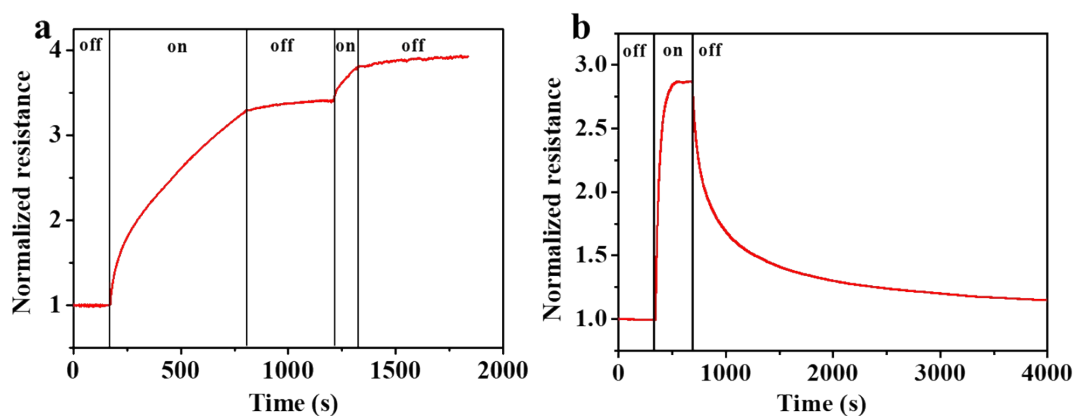 a
off on off on off
4
3
2
1
Normalized resistance
0 500 1000 1500 2000
Time (s)
b
off on off
3.0
2.5
2.0
1.5
1.0
Normalized resistance
0 1000 2000 3000 4000
Time (s)